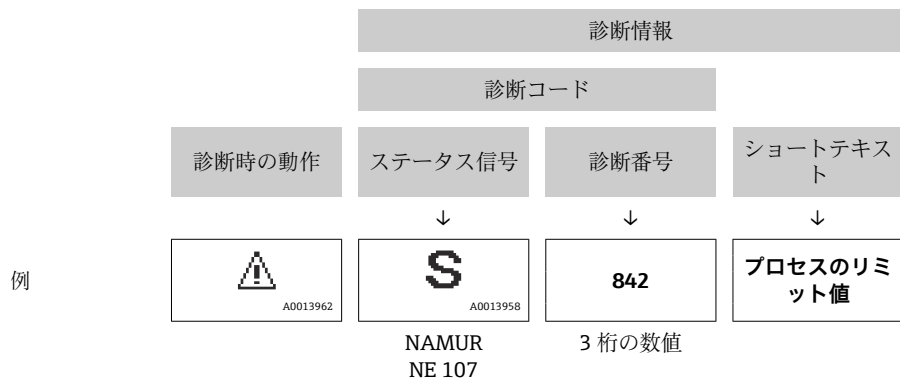 診断情報
診断コード
診断時の動作
ステータス信号
診断番号
ショートテキス
ト
↓ ↓ ↓
例
A0013962
S
A0013958
842
プロセスのリミ
ット値
NAMUR
NE 107
3 桁の数値